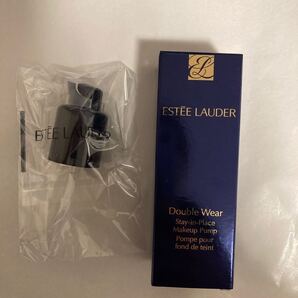 ESTĒE LAUDER
ESTĒE LAUDER
Double Wear
Stay-in-Place
Makeup Pump
Pompe pour
fond de teint